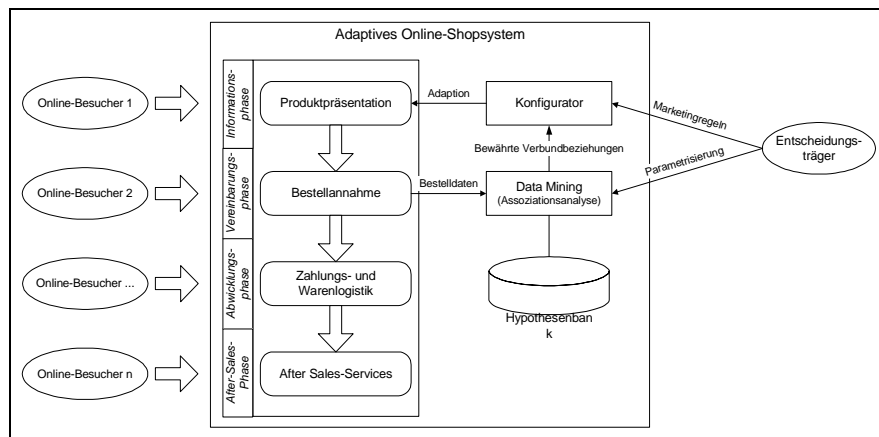 Adaptives Online-Shopsystem
Online-Besucher 1
Informations-
phase
Produktpräsentation
Adaption
Konfigurator
Marketingregeln
Entscheidungs-
träger
Bewährte Verbundbeziehungen
Parametrisierung
Online-Besucher 2
Vereinbarungs-
phase
Bestellannahme
Bestelldaten
Data Mining
(Assoziationsanalyse)
Online-Besucher ...
Abwicklungs-
phase
Zahlungs- und
Warenlogistik
Hypothesenban
k
Online-Besucher n
After-Sales-
Phase
After Sales-Services